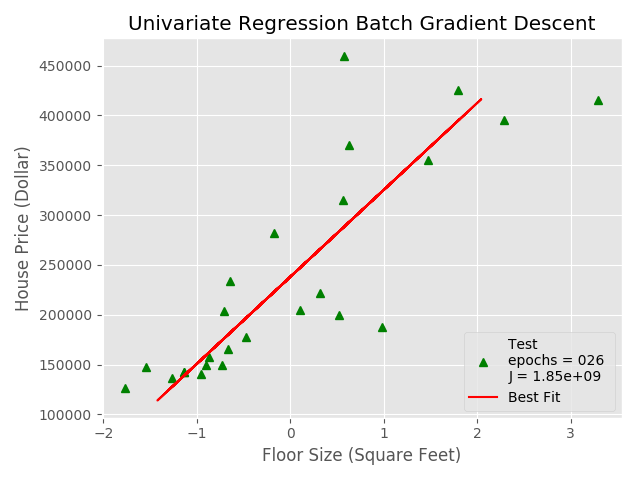 Univariate Regression Batch Gradient Descent
House Price (Dollar)
450000
400000
350000
300000
250000
200000
150000
100000
−2
−1
0
1
2
3
Floor Size (Square Feet)
Test
epochs = 026
J = 1.85e+09
Best Fit